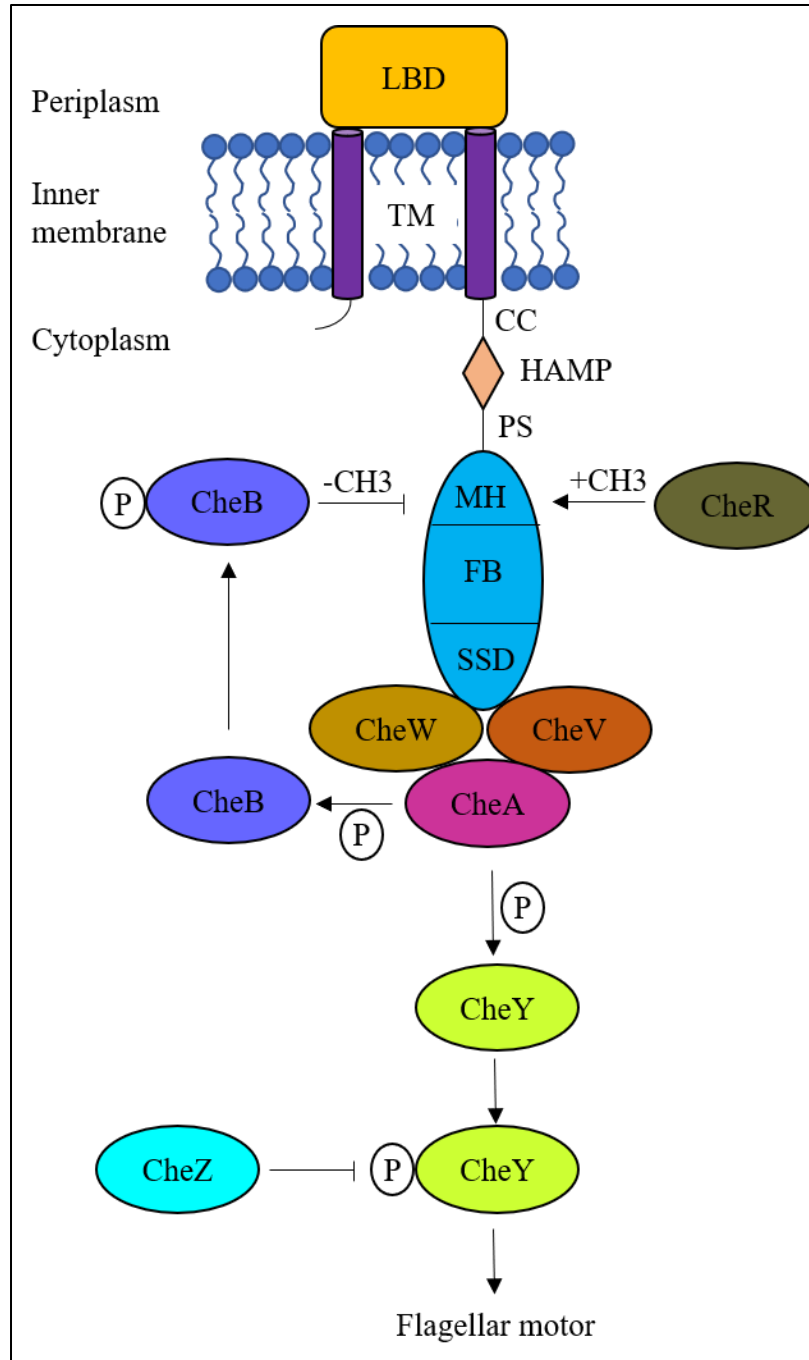 LBD
Periplasm
Inner
membrane
TM
Cytoplasm
CC
HAMP
PS
P
CheB
-CH3
MH
+CH3
CheR
FB
SSD
CheW
CheV
CheB
P
CheA
P
CheY
CheZ
P
CheY
Flagellar motor